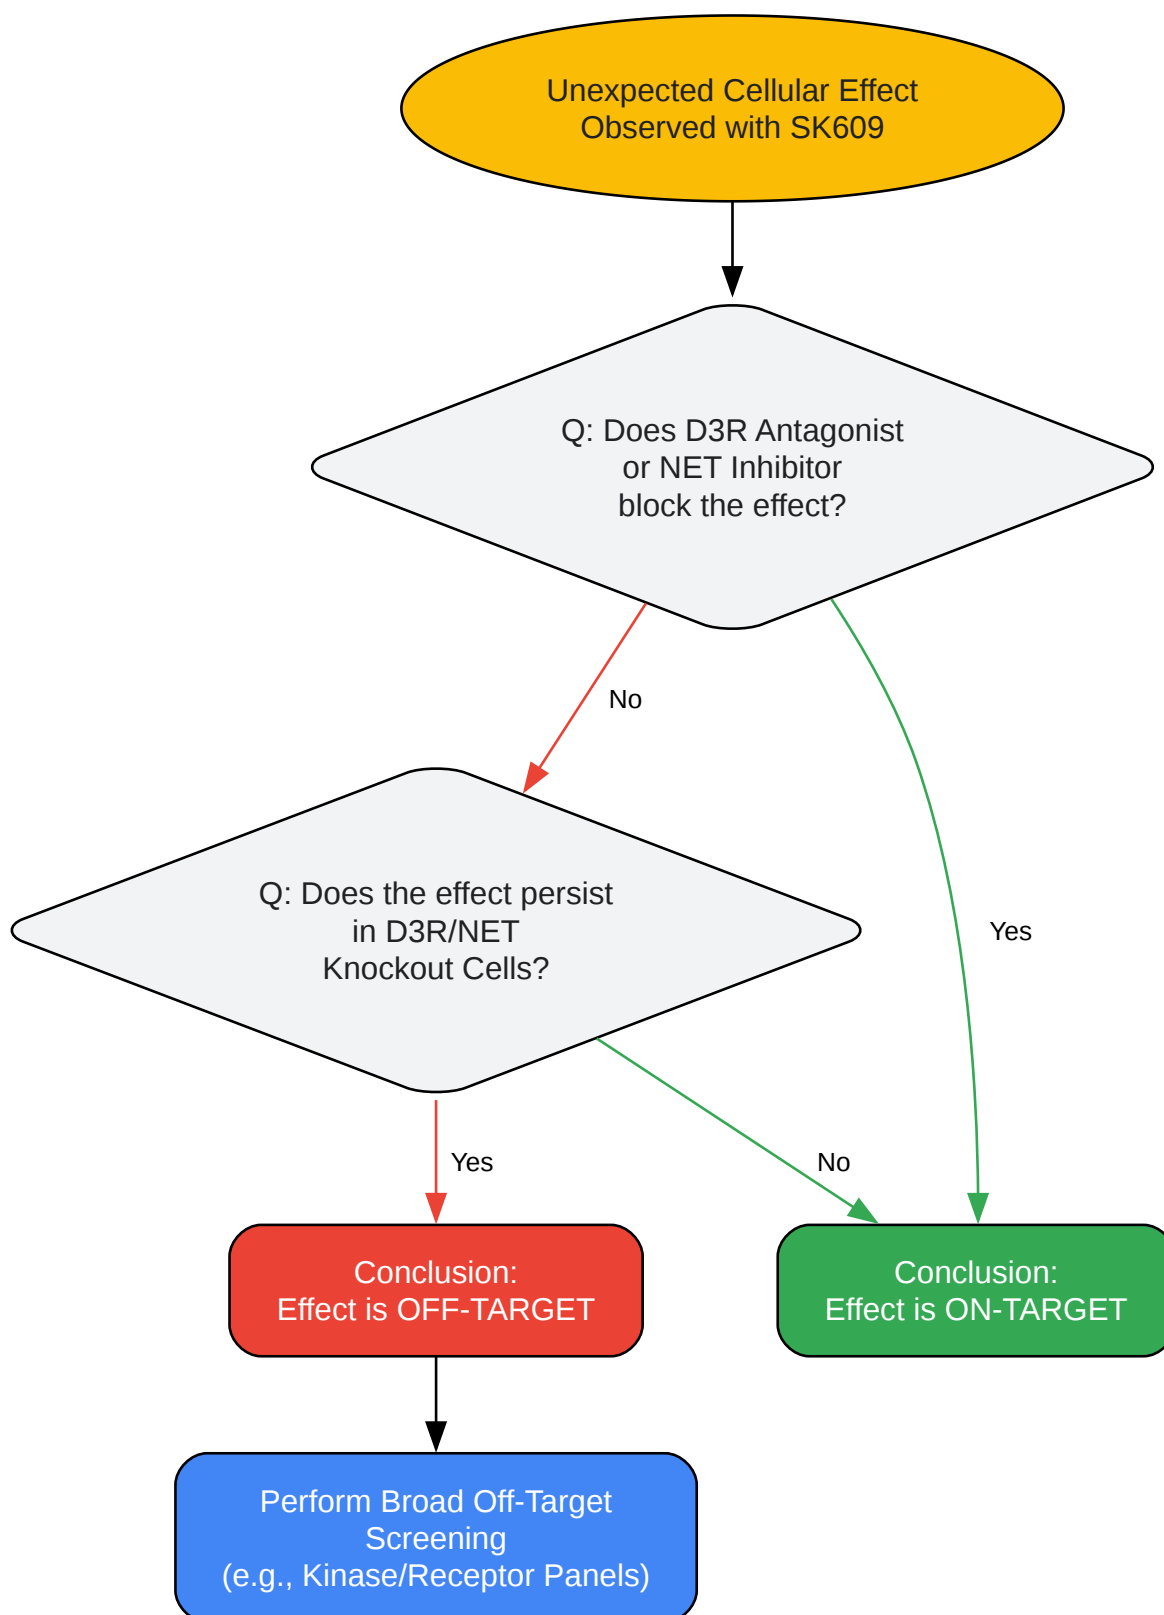 Unexpected Cellular Effect
Observed with SK609
Q: Does D3R Antagonist
or NET Inhibitor
block the effect?
No
Q: Does the effect persist
in D3R/NET
Knockout Cells?
Yes
Yes
No
Conclusion:
Effect is OFF-TARGET
Conclusion:
Effect is ON-TARGET
Perform Broad Off-Target
Screening
(e.g., Kinase/Receptor Panels)